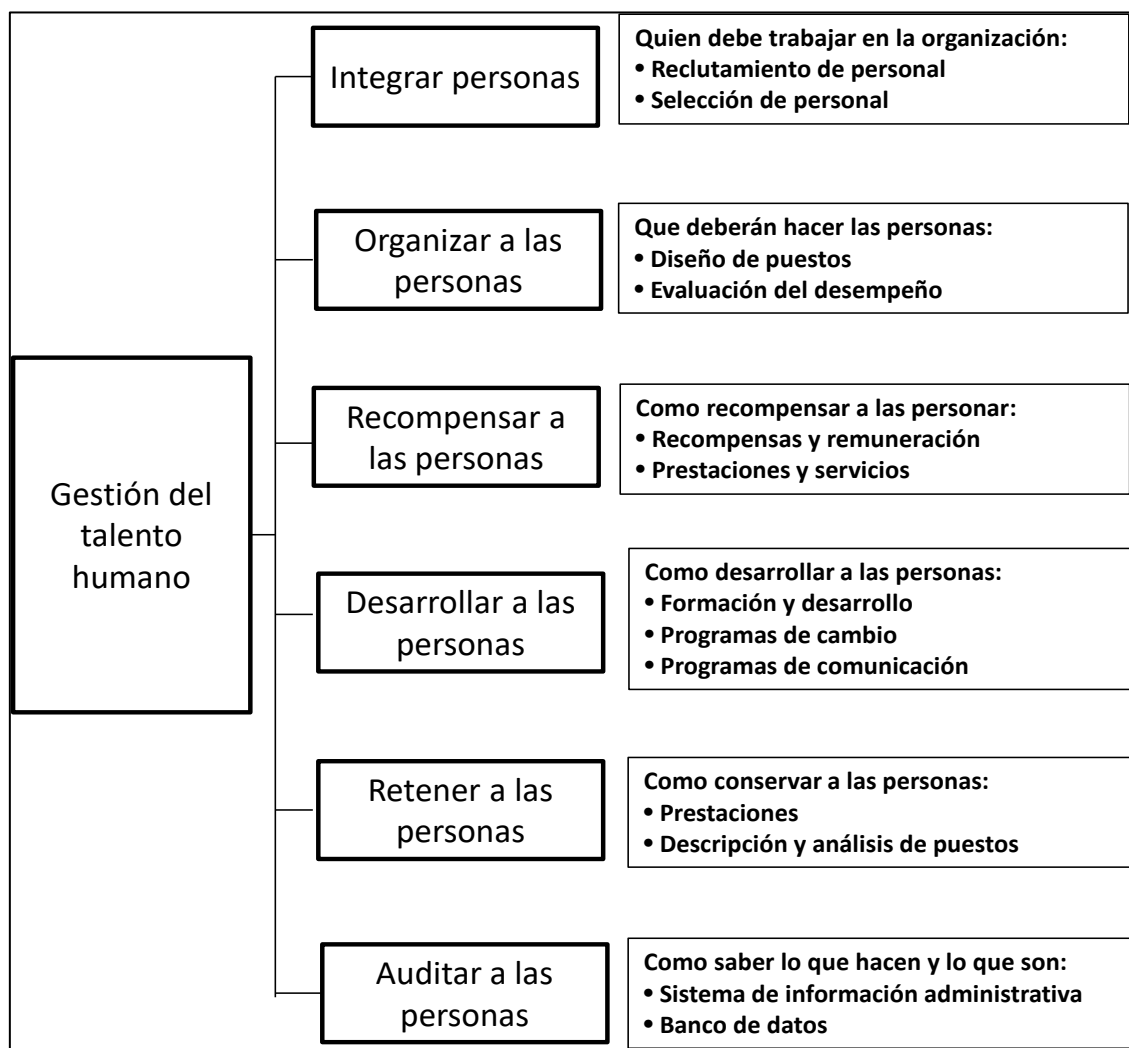 Gestión del
talento
humano
Integrar personas
Quien debe trabajar en la organización:
• Reclutamiento de personal
• Selección de personal
Organizar a las
personas
Que deberán hacer las personas:
• Diseño de puestos
• Evaluación del desempeño
Recompensar a
las personas
Como recompensar a las personar:
• Recompensas y remuneración
• Prestaciones y servicios
Desarrollar a las
personas
Como desarrollar a las personas:
• Formación y desarrollo
• Programas de cambio
• Programas de comunicación
Retener a las
personas
Como conservar a las personas:
• Prestaciones
• Descripción y análisis de puestos
Auditar a las
personas
Como saber lo que hacen y lo que son:
• Sistema de información administrativa
• Banco de datos